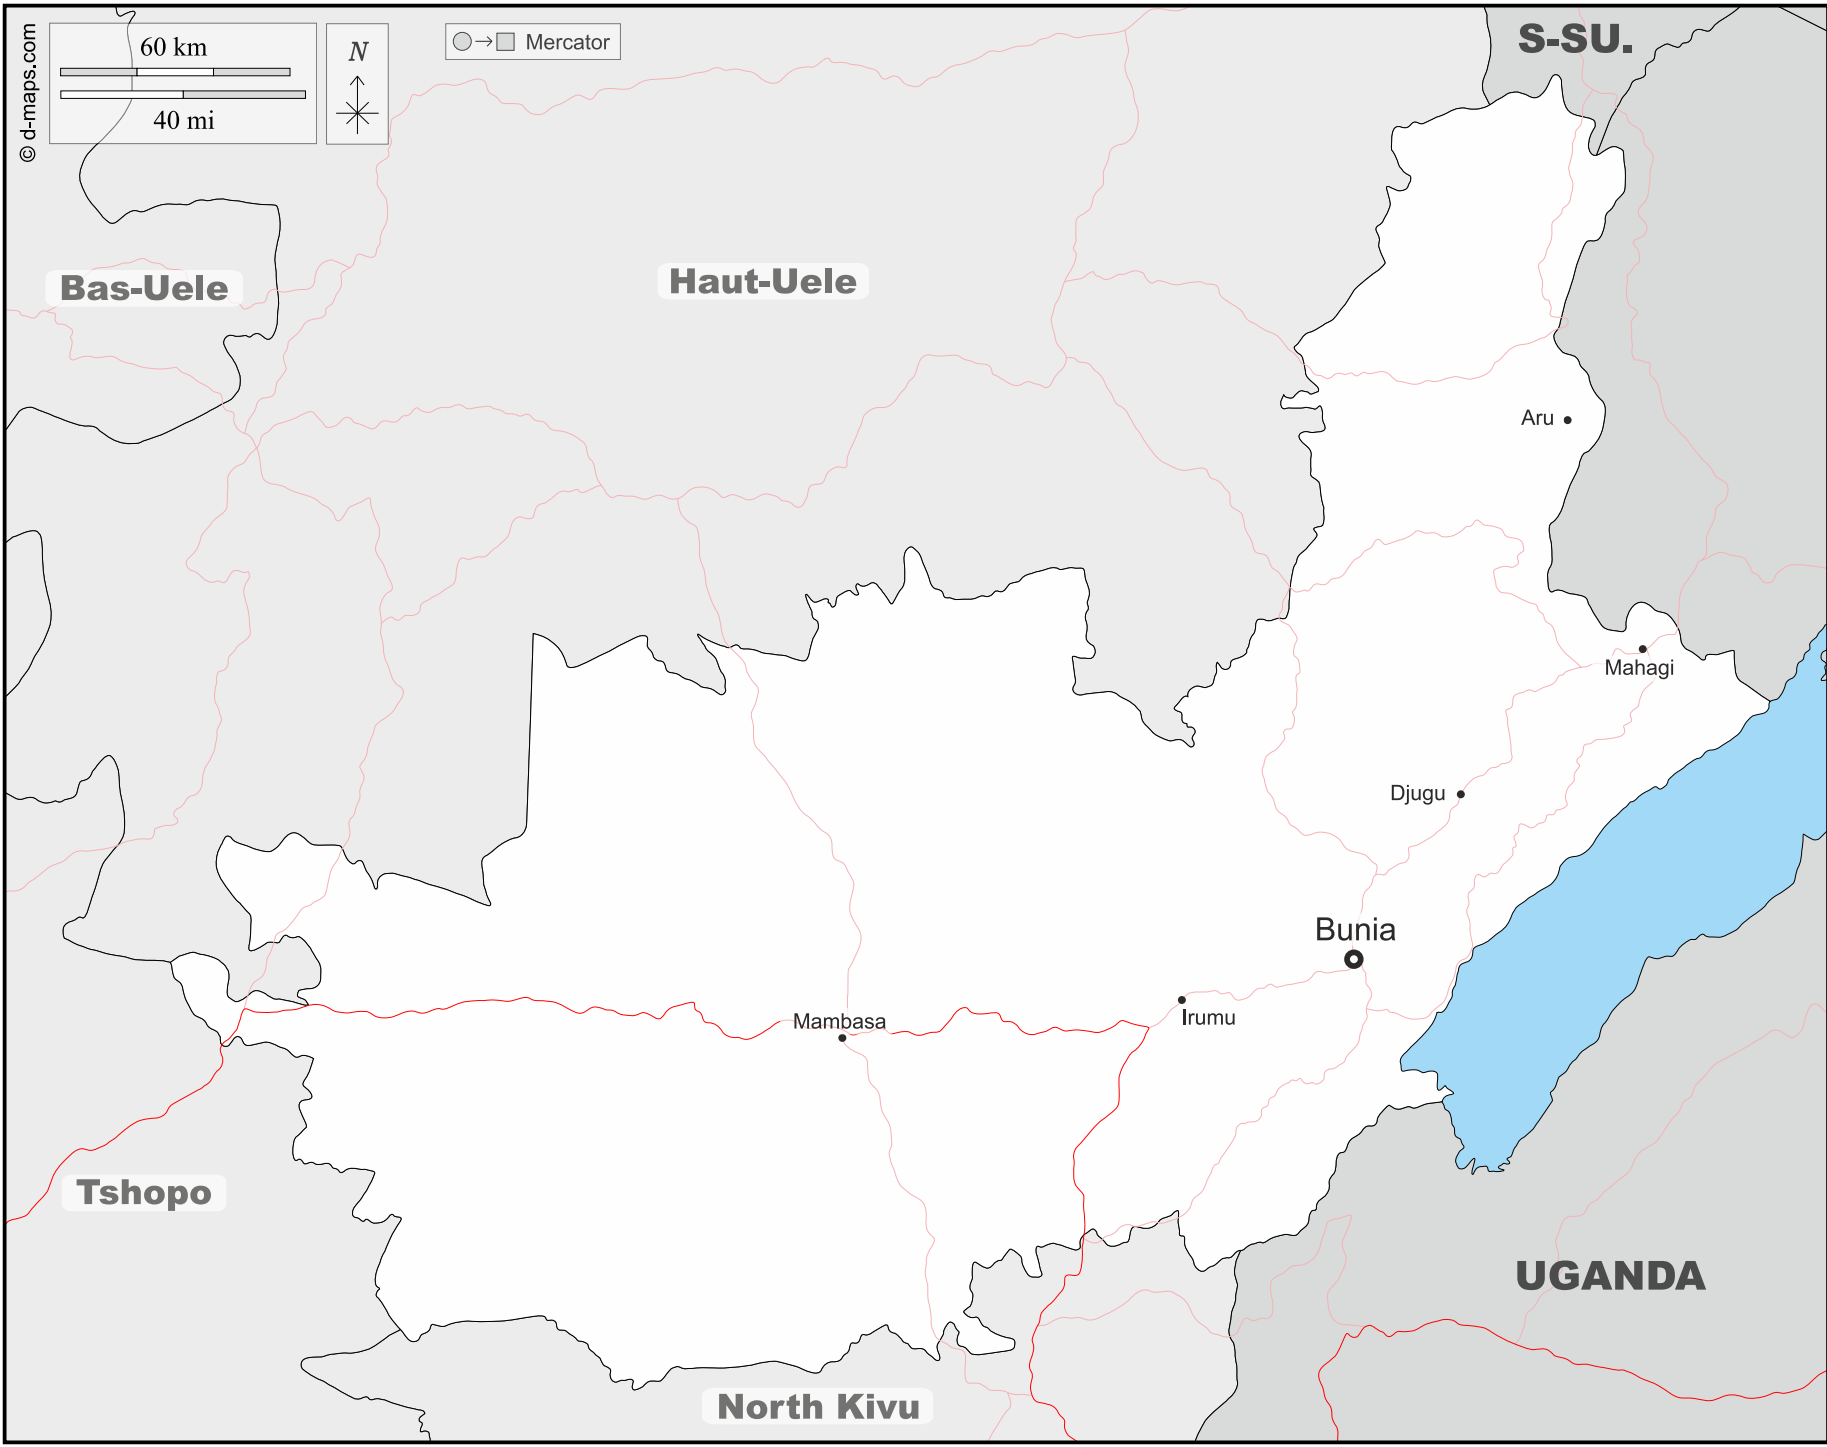 © d-maps.com
60 km
40 mi
N
Mercator
S-SU.
Bas-Uele
Haut-Uele
Aru
Mahagi
Djugu
Bunia
Irumu
Mambasa
Tshopo
UGANDA
North Kivu